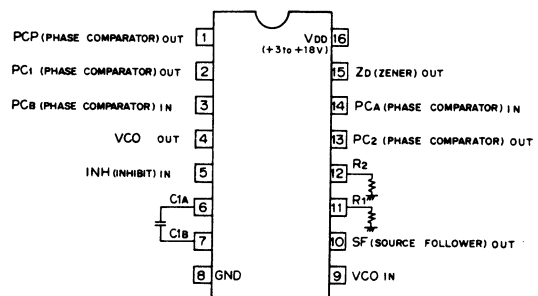 PCP (PHASE COMPARATOR) OUT 1
16 VDD
(+3 to +18V)
PC1 (PHASE COMPARATOR) OUT 2
15 ZD (ZENER) OUT
PCB (PHASE COMPARATOR) IN 3
14 PCA (PHASE COMPARATOR) IN
VCO OUT 4
13 PC2 (PHASE COMPARATOR) OUT
INH (INHIBIT) IN 5
12 R2
C1A 6
11 R1
C1B 7
10 SF (SOURCE FOLLOWER) OUT
8 GND
9 VCO IN